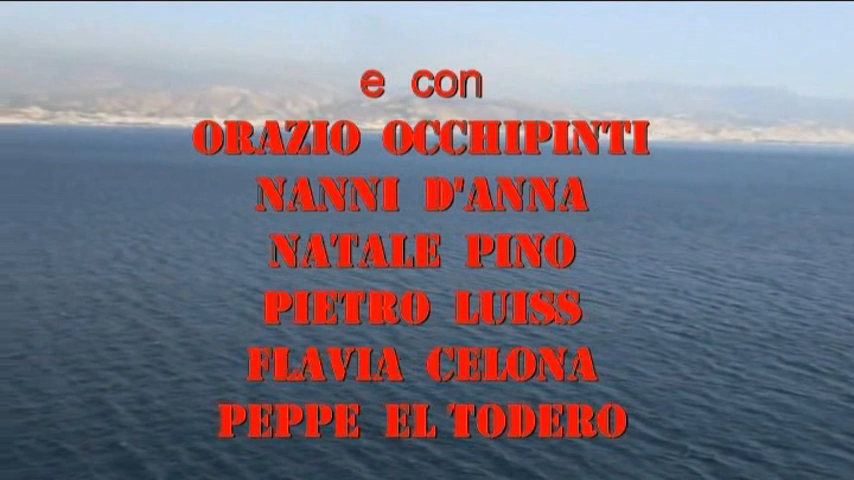 e con
ORAZIO OCCHIPINTI
NANNI D'ANNA
NATALE PINO
PIETRO LUISS
FLAVIA CELONA
PEPPE EL TODERO